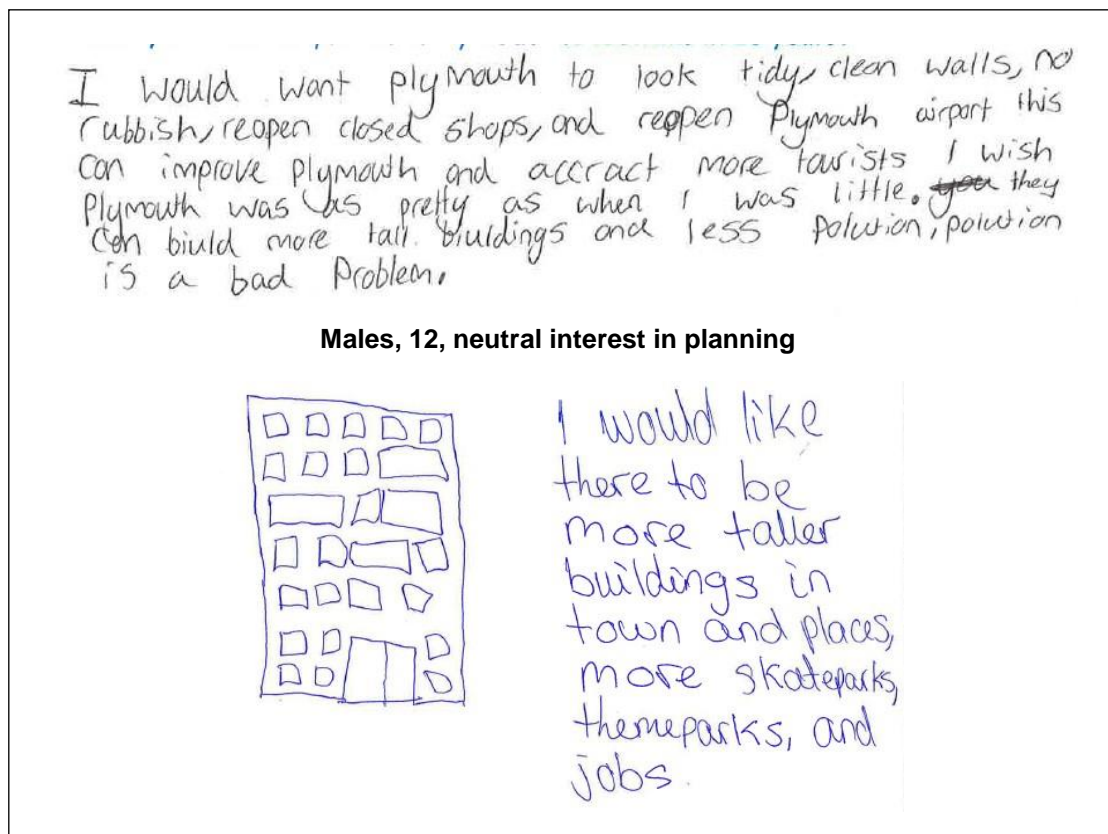 I would want plymouth to look tidy, clean walls, no
rubbish, reopen closed shops, and reopen Plymouth airport this
can improve plymouth and accract more tourists I wish
Plymouth was as pretty as when I was little. they
can biuld more tall biuldings and less polution, polution
is a bad problem.
Males, 12, neutral interest in planning
I would like
there to be
more taller
buildings in
town and places,
more skateparks,
themeparks, and
jobs.